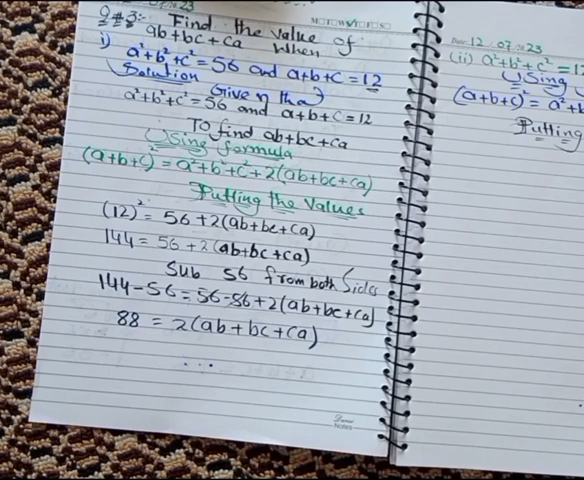 23
M T W T F S
Q#3:- Find the value of
ab+bc+ca when
i) a²+b²+c²=56 and a+b+c=12
Solution Given tha
a²+b²+c²=56 and a+b+c=12
To find ab+bc+ca
Using formula
(a+b+c)²=a²+b²+c²+2(ab+bc+ca)
Putting the Values
(12)²=56+2(ab+bc+ca)
144=56+2(ab+bc+ca)
Sub 56 from both Sides
144-56=56-56+2(ab+bc+ca)
88=2(ab+bc+ca)
...
Notes
Date: 12.07.23
(ii) a²+b²+c²=1
Using
(a+b+c)²=a²+
Putting